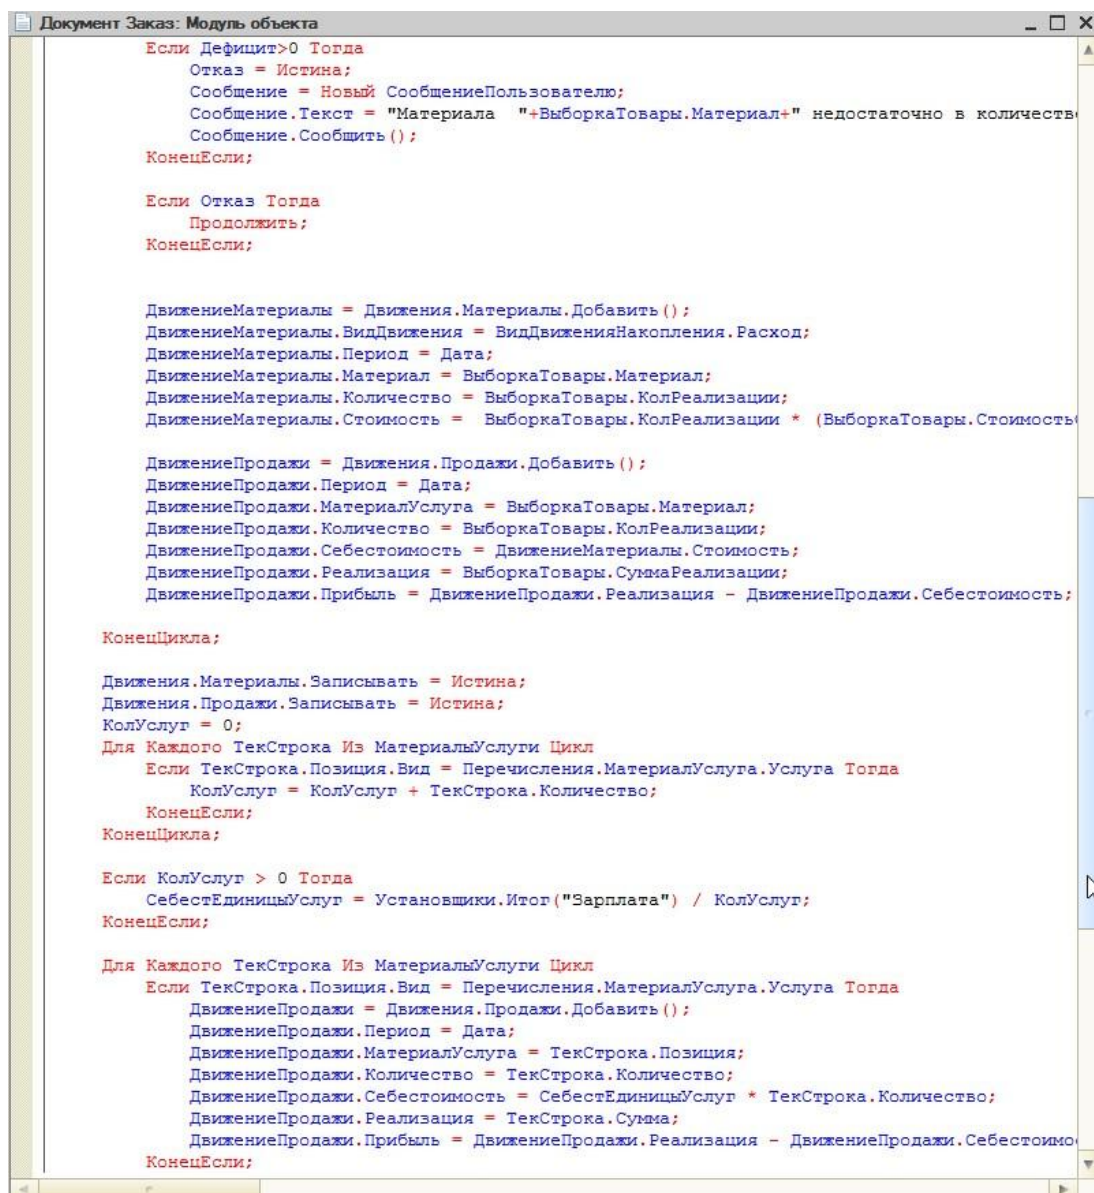 Документ Заказ: Модуль объекта
Если Дефицит>0 Тогда
Отказ = Истина;
Сообщение = Новый СообщениеПользователю;
Сообщение.Текст = "Материала  "+ВыборкаТовары.Материал+" недостаточно в количеств
Сообщение.Сообщить();
КонецЕсли;
Если Отказ Тогда
Продолжить;
КонецЕсли;
ДвижениеМатериалы = Движения.Материалы.Добавить();
ДвижениеМатериалы.ВидДвижения = ВидДвиженияНакопления.Расход;
ДвижениеМатериалы.Период = Дата;
ДвижениеМатериалы.Материал = ВыборкаТовары.Материал;
ДвижениеМатериалы.Количество = ВыборкаТовары.КолРеализации;
ДвижениеМатериалы.Стоимость =  ВыборкаТовары.КолРеализации * (ВыборкаТовары.Стоимость
ДвижениеПродажи = Движения.Продажи.Добавить();
ДвижениеПродажи.Период = Дата;
ДвижениеПродажи.МатериалУслуга = ВыборкаТовары.Материал;
ДвижениеПродажи.Количество = ВыборкаТовары.КолРеализации;
ДвижениеПродажи.Себестоимость = ДвижениеМатериалы.Стоимость;
ДвижениеПродажи.Реализация = ВыборкаТовары.СуммаРеализации;
ДвижениеПродажи.Прибыль = ДвижениеПродажи.Реализация - ДвижениеПродажи.Себестоимость;
КонецЦикла;
Движения.Материалы.Записывать = Истина;
Движения.Продажи.Записывать = Истина;
КолУслуг = 0;
Для Каждого ТекСтрока Из МатериалыУслуги Цикл
Если ТекСтрока.Позиция.Вид = Перечисления.МатериалУслуга.Услуга Тогда
КолУслуг = КолУслуг + ТекСтрока.Количество;
КонецЕсли;
КонецЦикла;
Если КолУслуг > 0 Тогда
СебестЕдиницыУслуг = Установщики.Итог("Зарплата") / КолУслуг;
КонецЕсли;
Для Каждого ТекСтрока Из МатериалыУслуги Цикл
Если ТекСтрока.Позиция.Вид = Перечисления.МатериалУслуга.Услуга Тогда
ДвижениеПродажи = Движения.Продажи.Добавить();
ДвижениеПродажи.Период = Дата;
ДвижениеПродажи.МатериалУслуга = ТекСтрока.Позиция;
ДвижениеПродажи.Количество = ТекСтрока.Количество;
ДвижениеПродажи.Себестоимость = СебестЕдиницыУслуг * ТекСтрока.Количество;
ДвижениеПродажи.Реализация = ТекСтрока.Сумма;
ДвижениеПродажи.Прибыль = ДвижениеПродажи.Реализация - ДвижениеПродажи.Себестоимо
КонецЕсли;